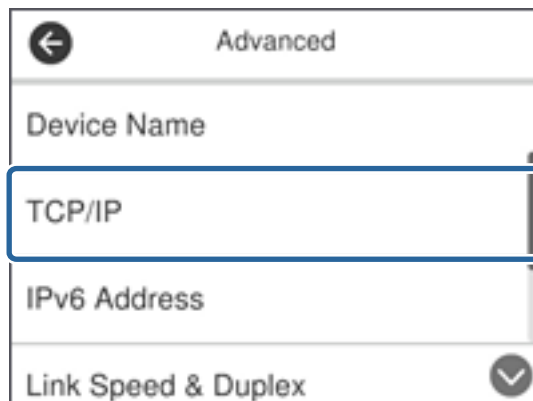 Advanced
Device Name
TCP/IP
IPv6 Address
Link Speed & Duplex